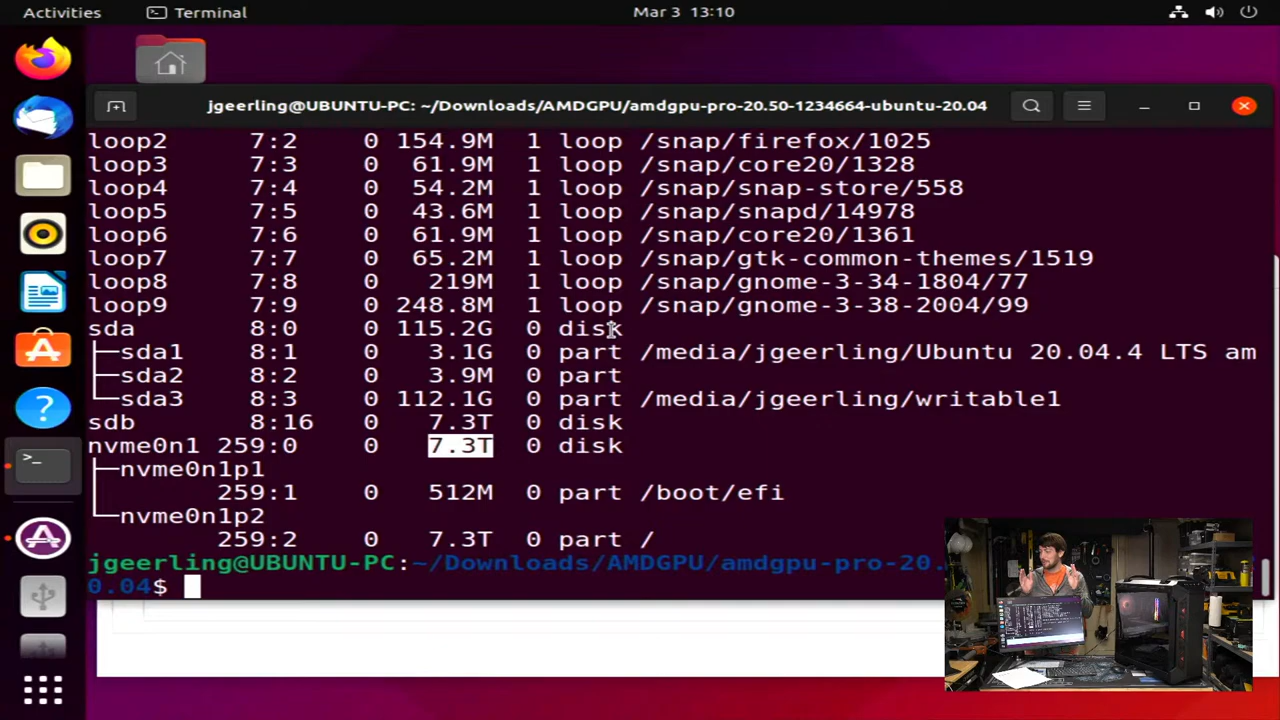 Activities
Terminal
Mar 3 13:10
jgeerling@UBUNTU-PC: ~/Downloads/AMDGPU/amdgpu-pro-20.50-1234664-ubuntu-20.04
loop2 7:2 0 154.9M 1 loop /snap/firefox/1025
loop3 7:3 0 61.9M 1 loop /snap/core20/1328
loop4 7:4 0 54.2M 1 loop /snap/snap-store/558
loop5 7:5 0 43.6M 1 loop /snap/snapd/14978
loop6 7:6 0 61.9M 1 loop /snap/core20/1361
loop7 7:7 0 65.2M 1 loop /snap/gtk-common-themes/1519
loop8 7:8 0 219M 1 loop /snap/gnome-3-34-1804/77
loop9 7:9 0 248.8M 1 loop /snap/gnome-3-38-2004/99
sda 8:0 0 115.2G 0 disk
├─sda1 8:1 0 3.1G 0 part /media/jgeerling/Ubuntu 20.04.4 LTS am
├─sda2 8:2 0 3.9M 0 part
└─sda3 8:3 0 112.1G 0 part /media/jgeerling/writable1
sdb 8:16 0 7.3T 0 disk
nvme0n1 259:0 0 7.3T 0 disk
├─nvme0n1p1
│ 259:1 0 512M 0 part /boot/efi
└─nvme0n1p2
259:2 0 7.3T 0 part /
jgeerling@UBUNTU-PC:~/Downloads/AMDGPU/amdgpu-pro-20.
0.04$